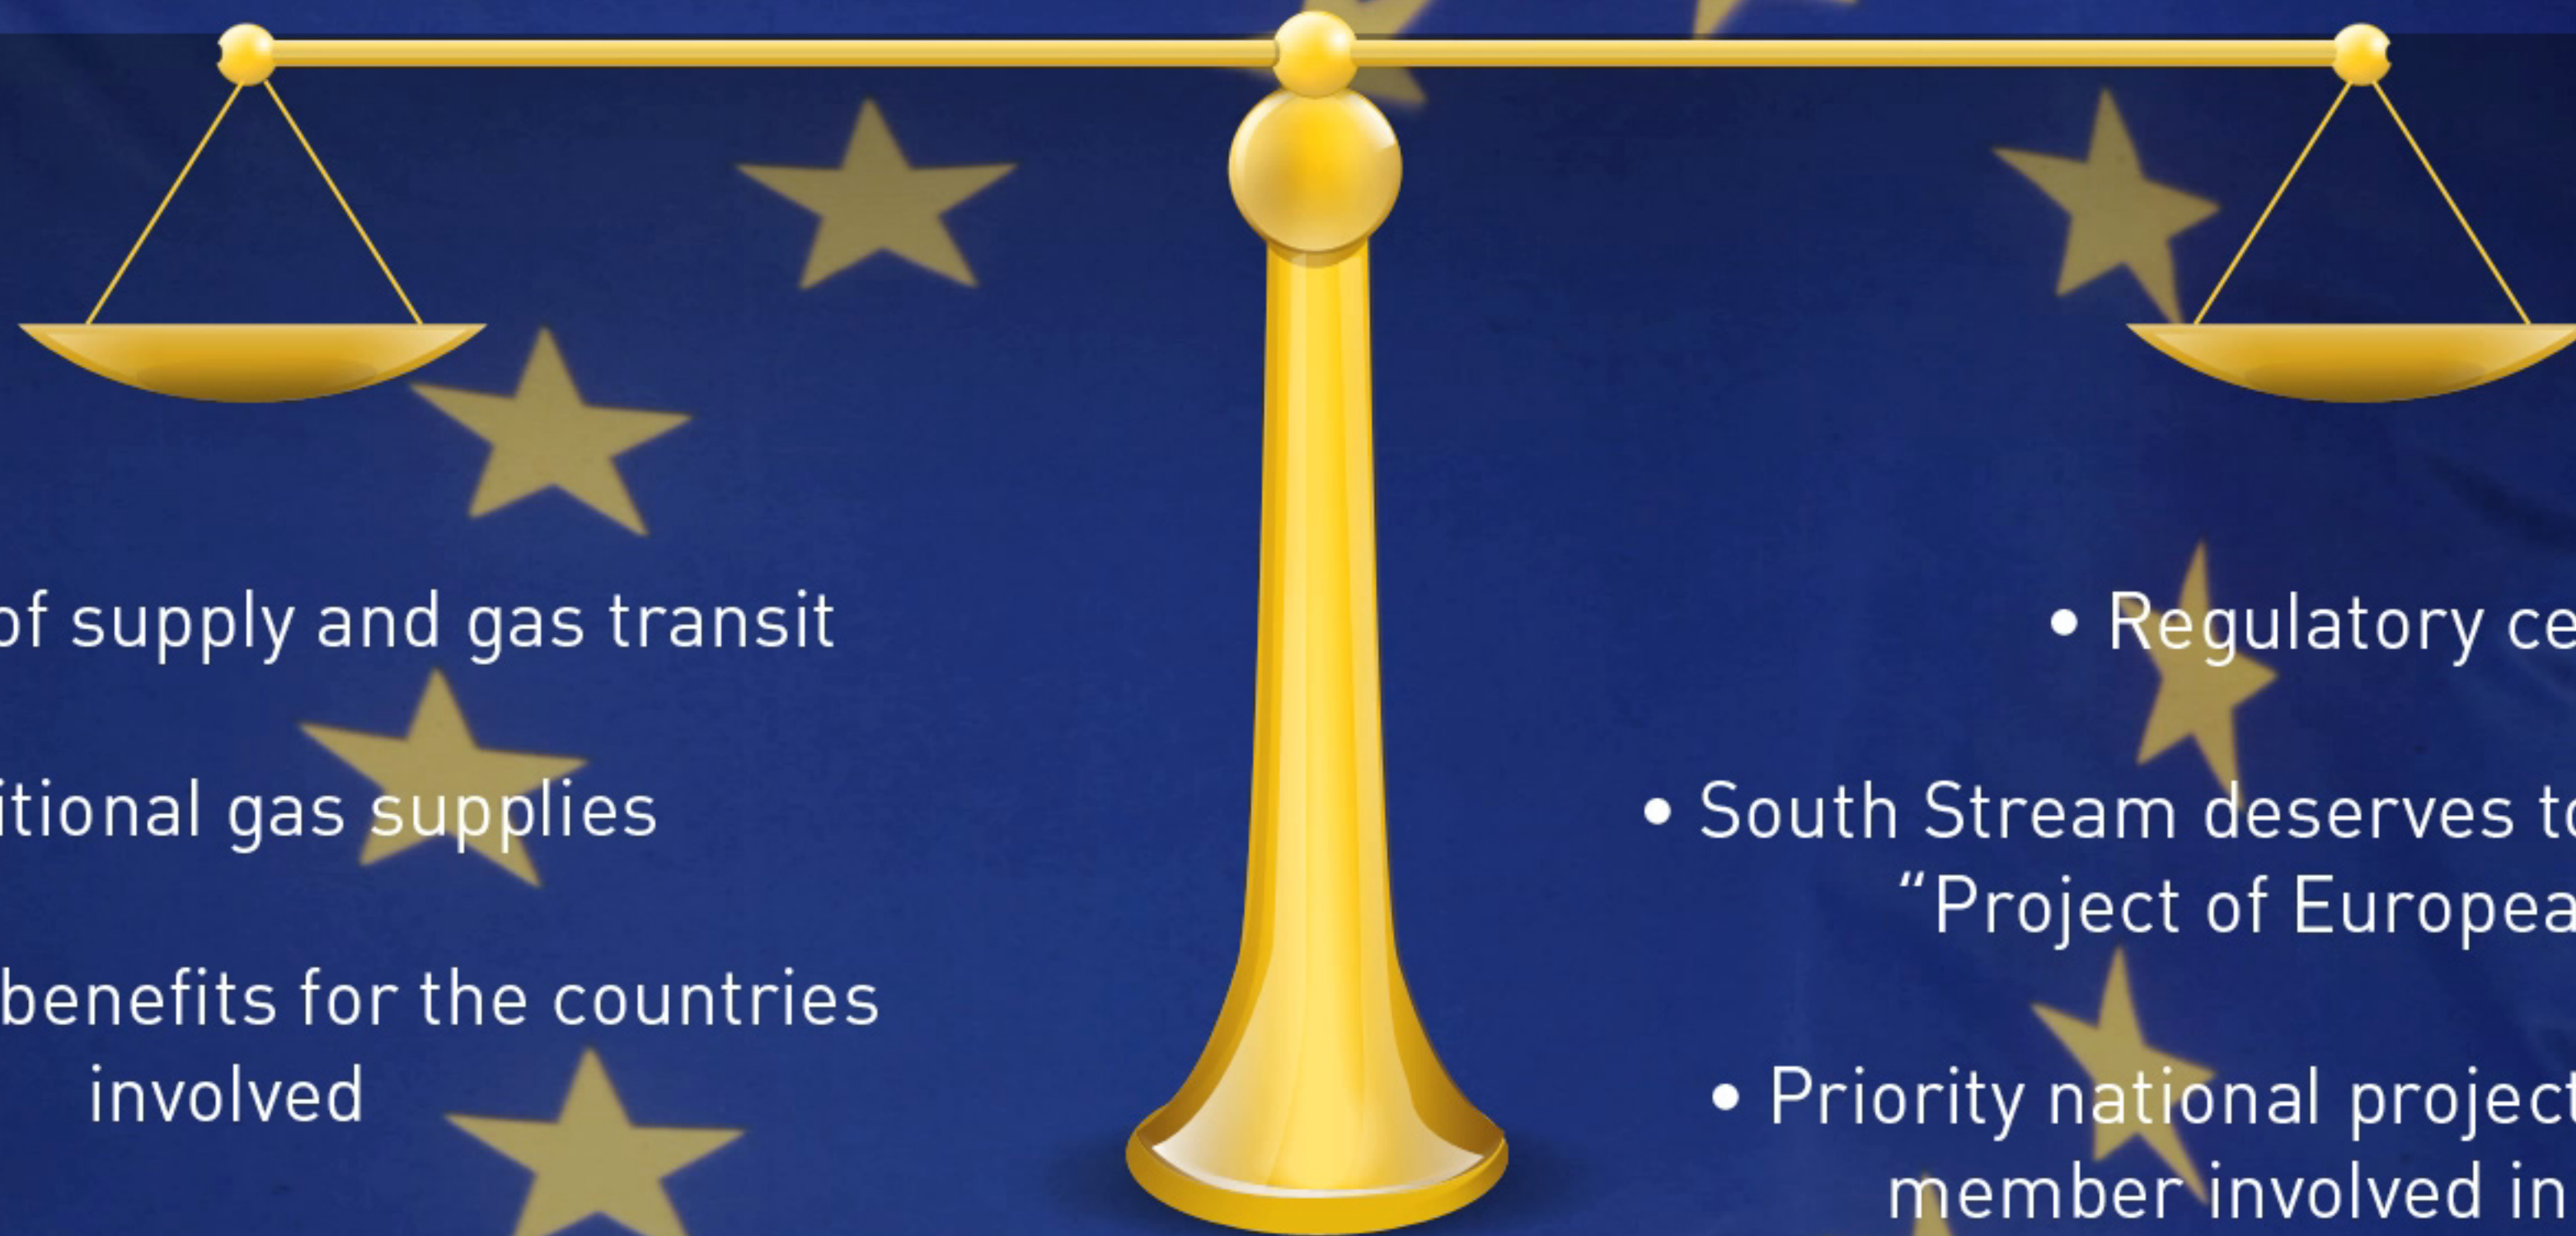 of supply and gas transit
itional gas supplies
benefits for the countries
involved
• Regulatory ce
• South Stream deserves to
“Project of Europea
• Priority national project
member involved in